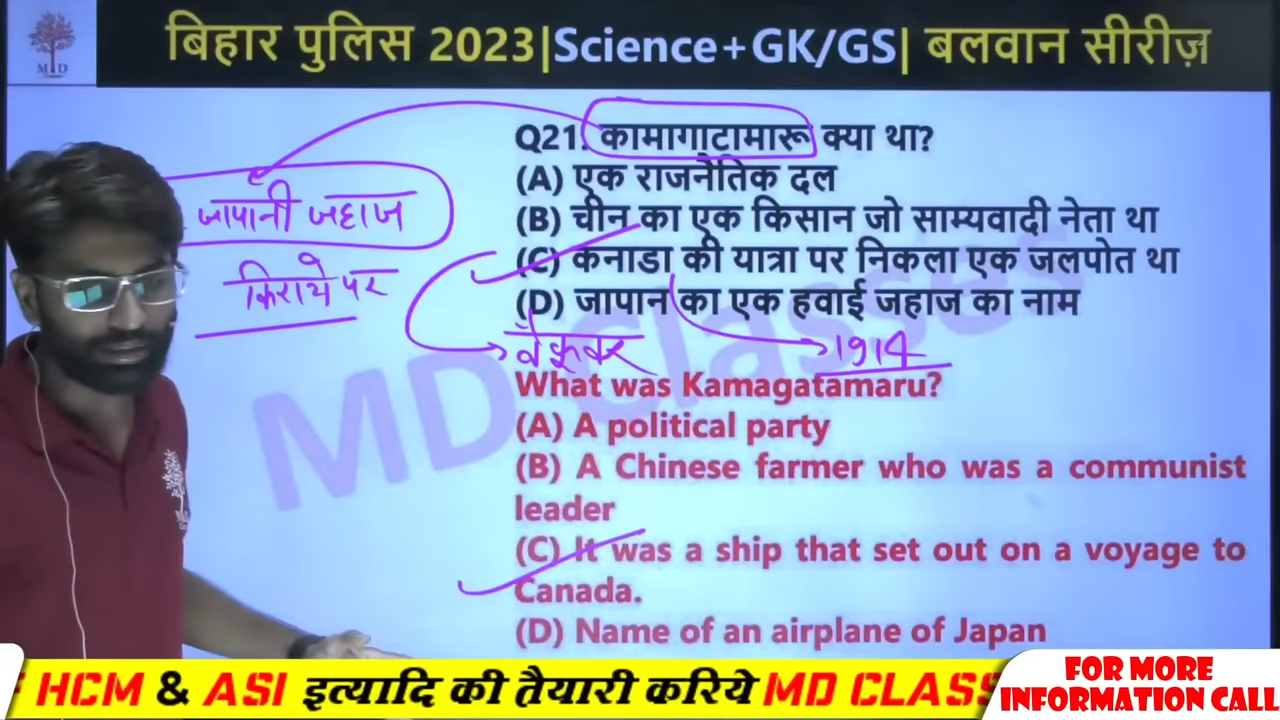 बिहार पुलिस 2023|Science+GK/GS| बलवान सीरीज़
M D
Q21. कामागाटामारू क्या था?
(A) एक राजनैतिक दल
(B) चीन का एक किसान जो साम्यवादी नेता था
(C) कनाडा की यात्रा पर निकला एक जलपोत था
(D) जापान का एक हवाई जहाज का नाम
जापानी जहाज
किराये पर
वैंकूवर
1914
What was Kamagatamaru?
(A) A political party
(B) A Chinese farmer who was a communist
leader
(C) It was a ship that set out on a voyage to
Canada.
(D) Name of an airplane of Japan
MD Classes
HCM & ASI इत्यादि की तैयारी करिये MD CLASS
FOR MORE
INFORMATION CALL